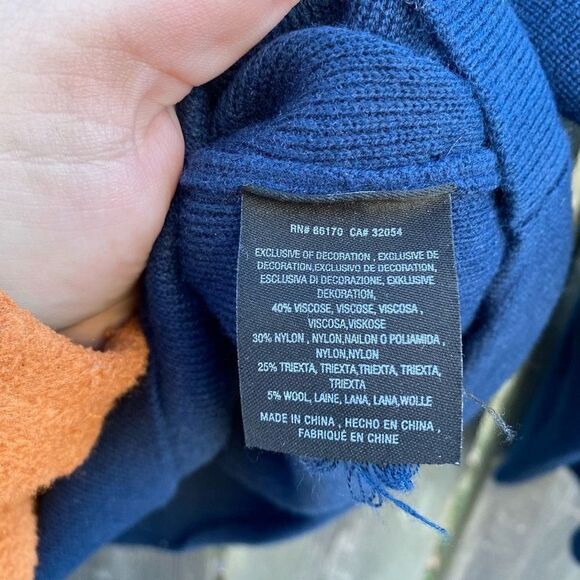 RN# 66170 CA# 32054
EXCLUSIVE OF DECORATION , EXCLUSIVE DE
DECORATION,EXCLUSIVO DE DECORATION,
ESCLUSIVA DI DECORAZIONE, EXKLUSIVE
DEKORATION,
40% VISCOSE, VISCOSE, VISCOSA ,
VISCOSA,VISKOSE
30% NYLON , NYLON,NAILON O POLIAMIDA ,
NYLON,NYLON
25% TRIEXTA, TRIEXTA,TRIEXTA, TRIEXTA,
TRIEXTA
5% WOOL, LAINE, LANA, LANA,WOLLE
MADE IN CHINA , HECHO EN CHINA ,
FABRIQUÉ EN CHINE